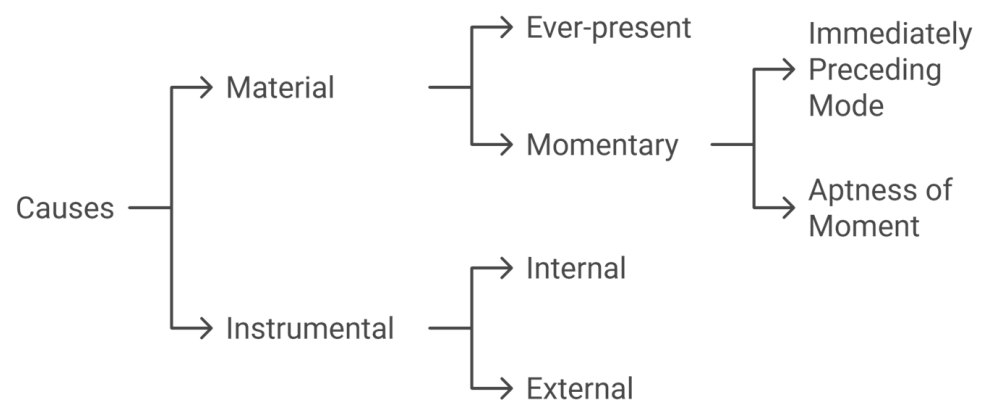 Causes
Material
Ever-present
Momentary
Immediately
Preceding
Mode
Aptness of
Moment
Instrumental
Internal
External